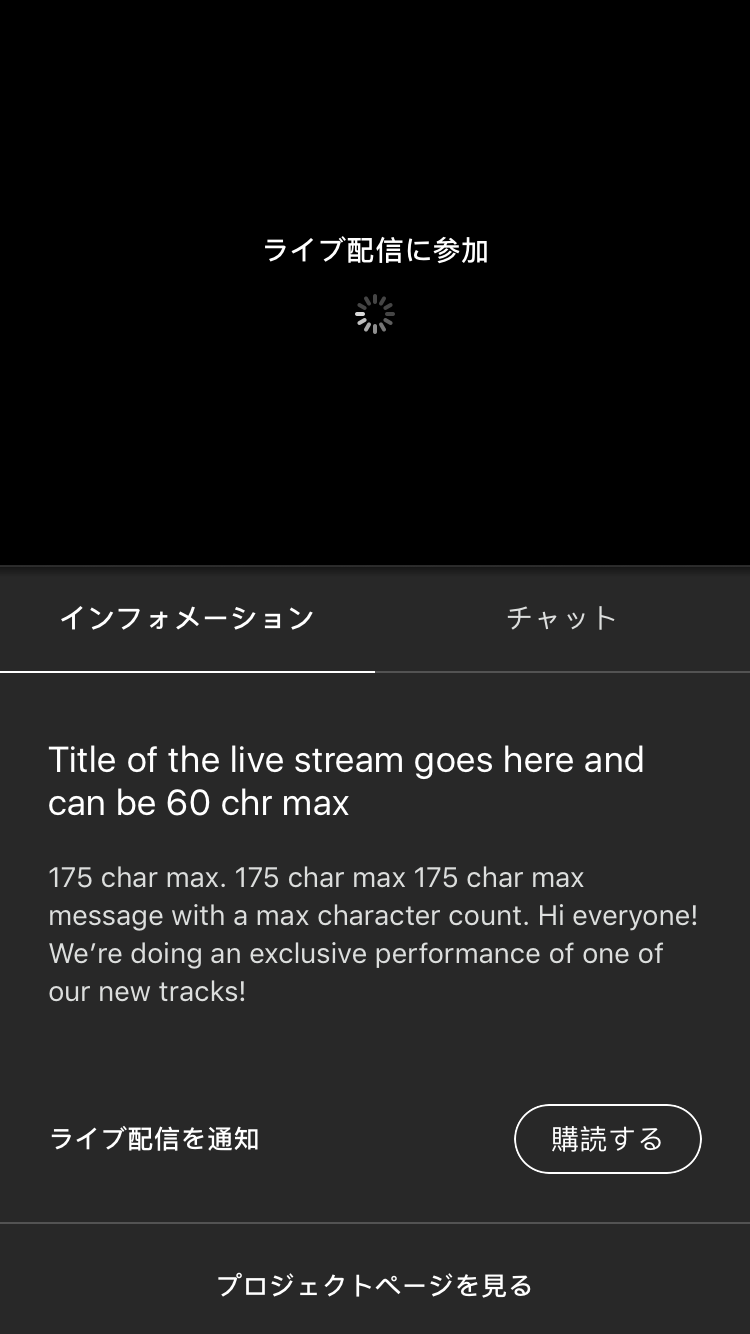 ライブ配信に参加
インフォメーション
チャット
Title of the live stream goes here and
can be 60 chr max
175 char max. 175 char max 175 char max
message with a max character count. Hi everyone!
We’re doing an exclusive performance of one of
our new tracks!
ライブ配信を通知
購読する
プロジェクトページを見る